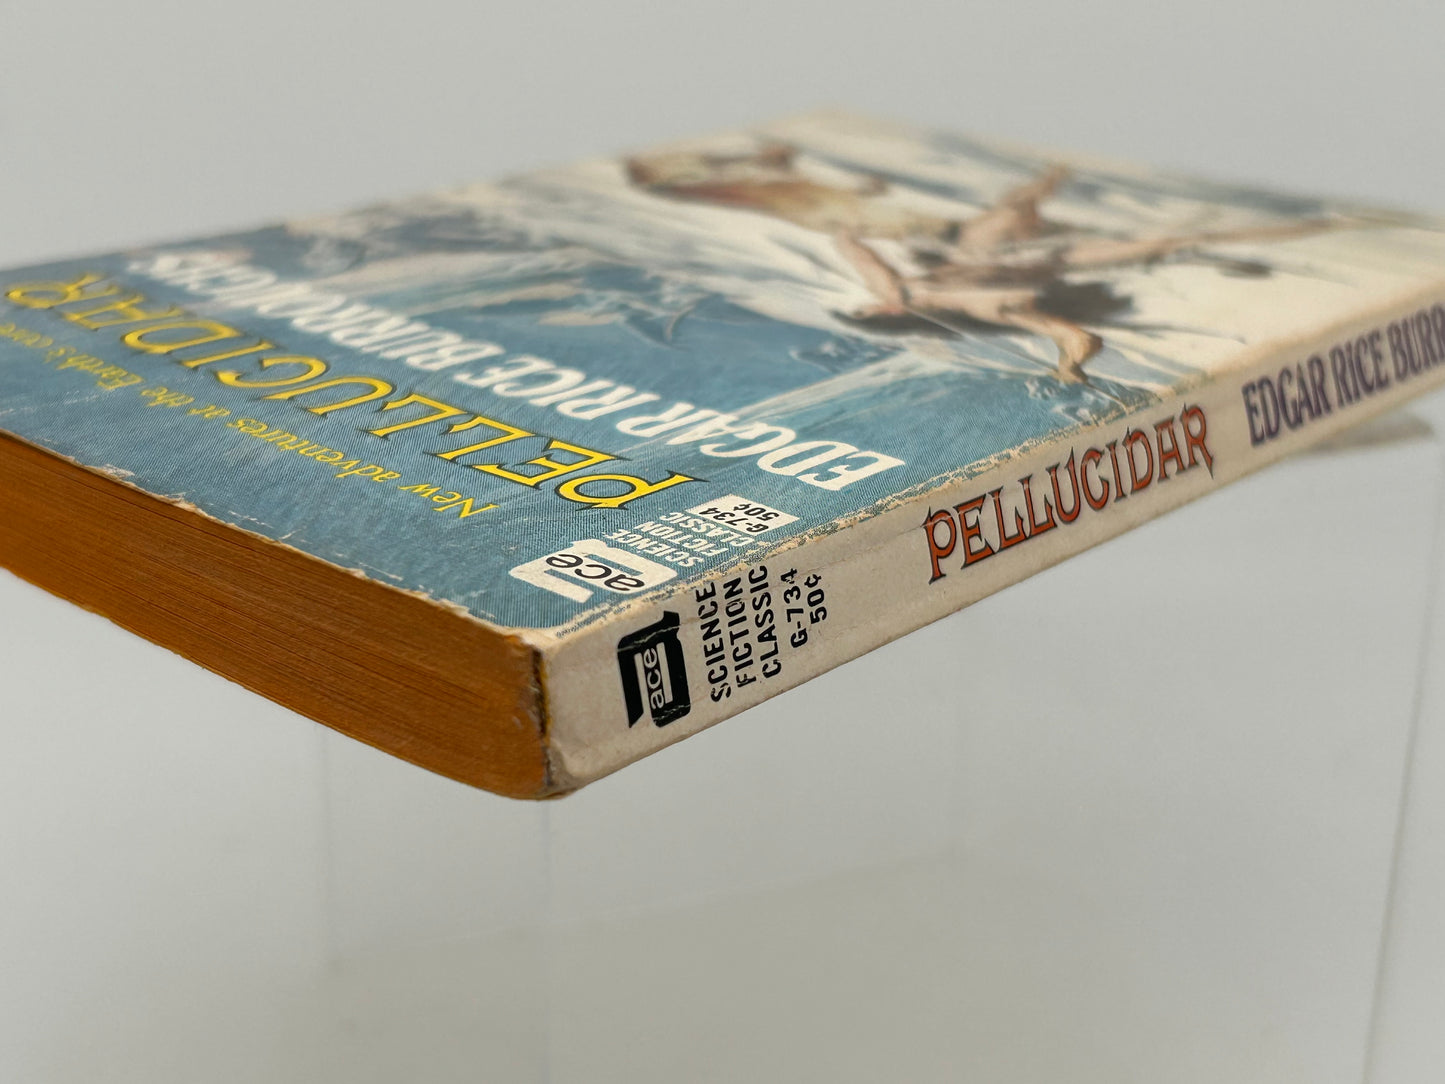 New adventures at the Earth's core
PELLUCIDAR
EDGAR RICE BURROUGHS
ace
SCIENCE
FICTION
CLASSIC
G-734
50¢
ace
SCIENCE
FICTION
CLASSIC
G-734
50¢
PELLUCIDAR
EDGAR RICE BURR